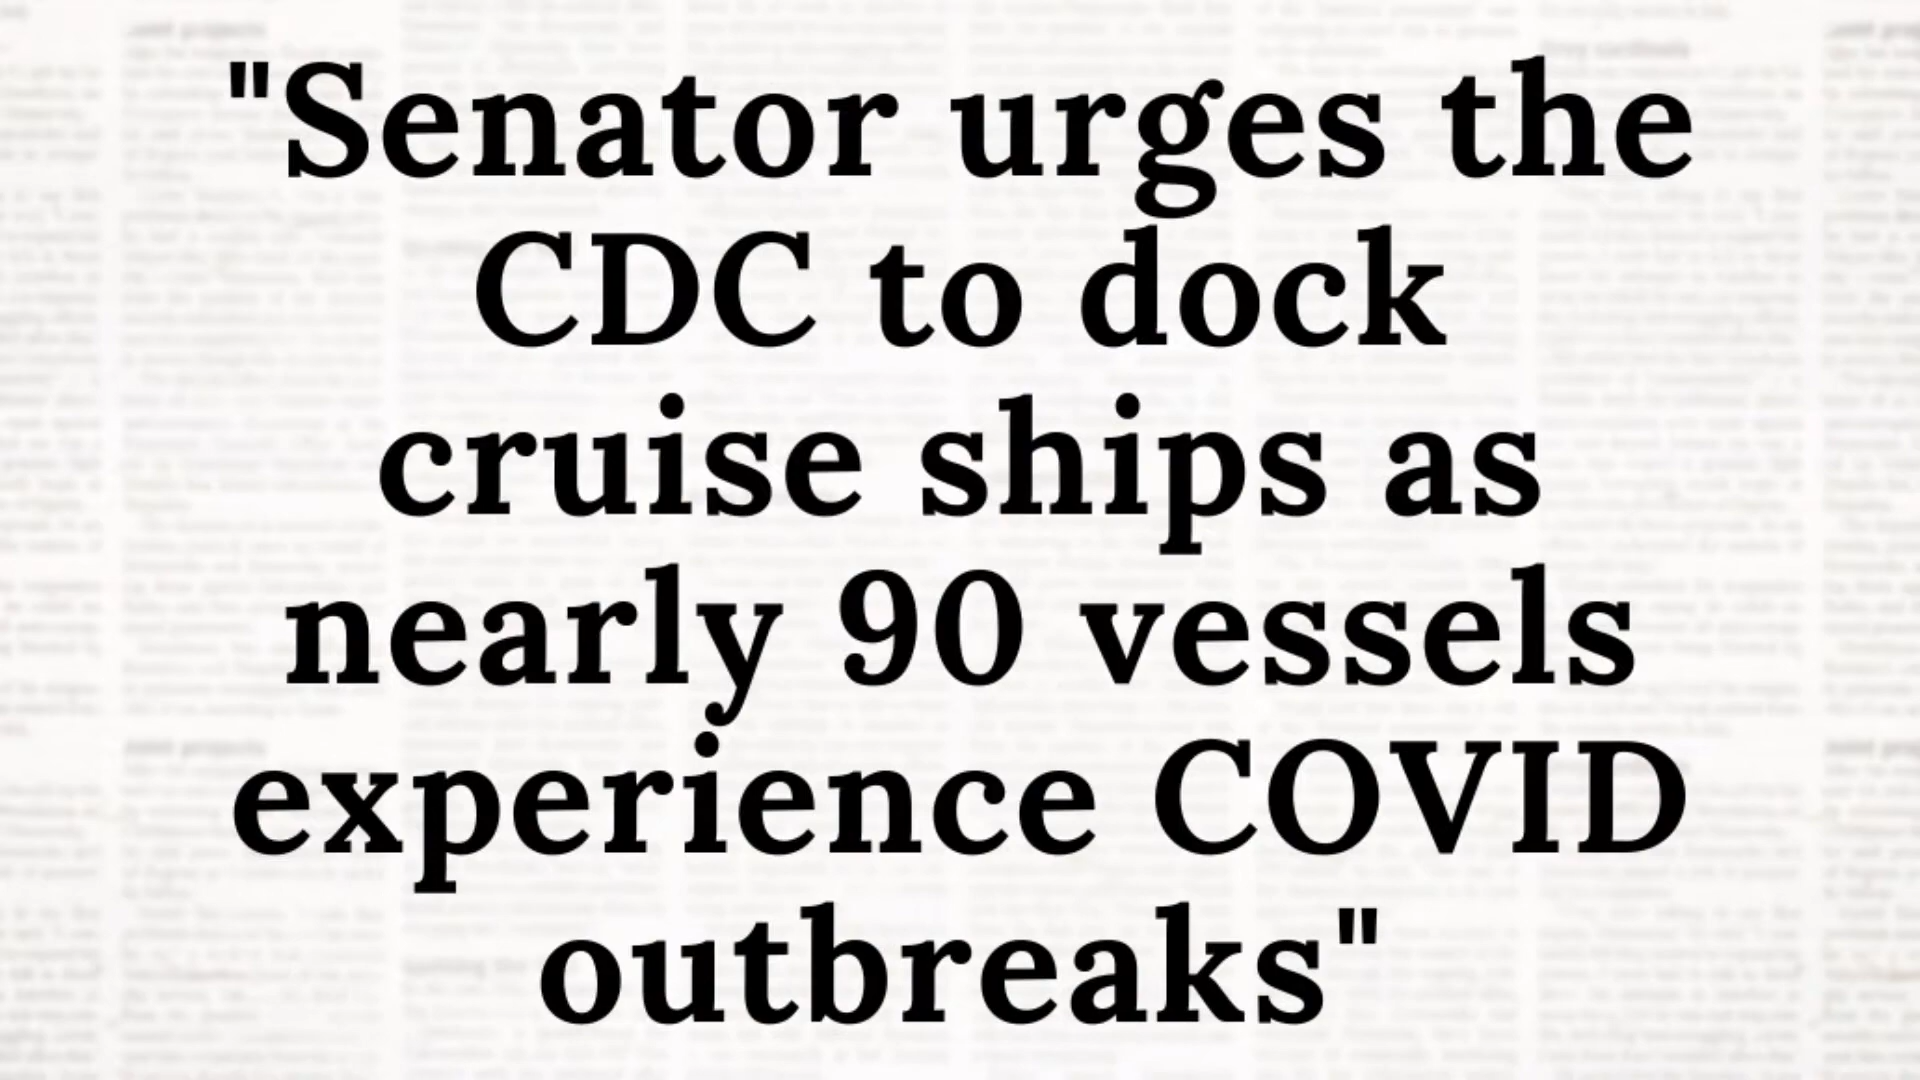 "Senator urges the
CDC to dock
cruise ships as
nearly 90 vessels
experience COVID
outbreaks"